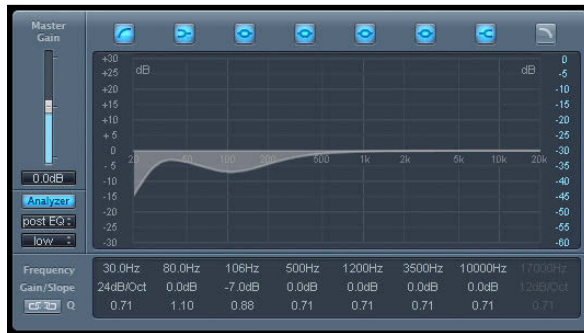 Master
Gain
+30
+25
+20
+15
+10
+ 5
0
- 5
-10
-15
-20
-25
-30
dB
dB
0
-5
-10
-15
-20
-25
-30
-35
-40
-45
-50
-55
-60
20 50 100 200 500 1k 2k 5k 10k 20k
0.0dB
Analyzer
post EQ
low
Frequency 30.0Hz 80.0Hz 106Hz 500Hz 1200Hz 3500Hz 10000Hz 17000Hz
Gain/Slope 24dB/Oct 0.0dB -7.0dB 0.0dB 0.0dB 0.0dB 0.0dB 12dB/Oct
Q 0.71 1.10 0.88 0.71 0.71 0.71 0.71 0.71